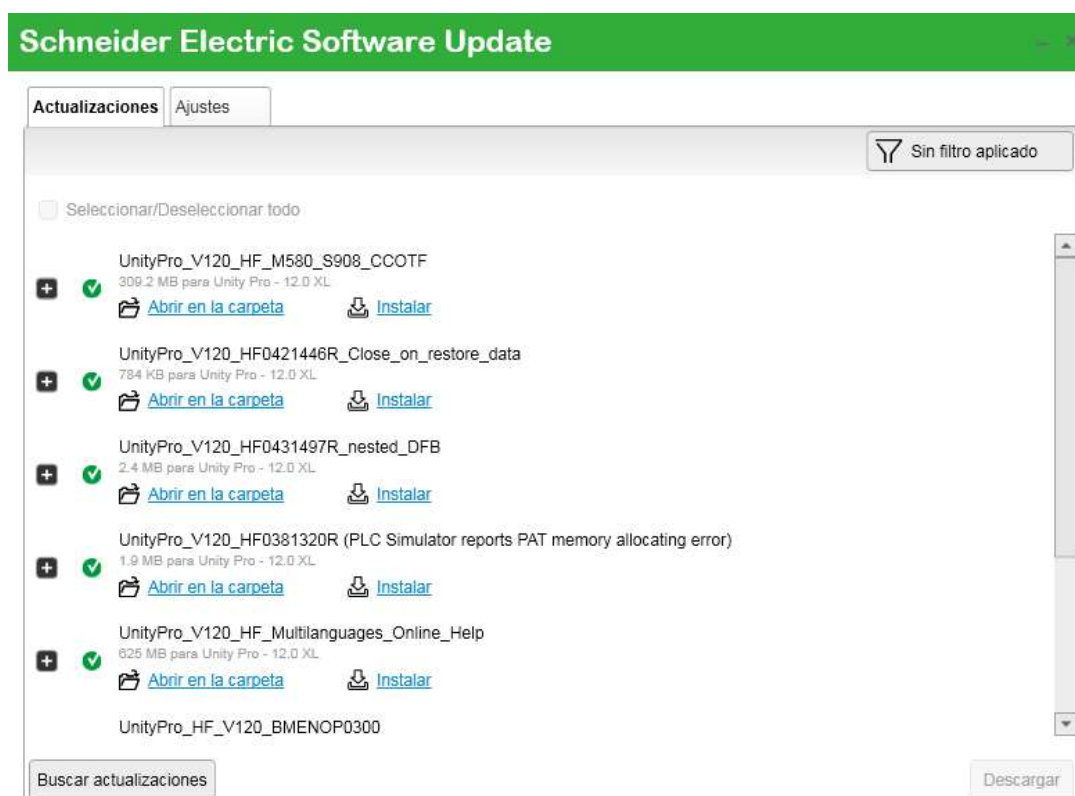 Schneider Electric Software Update
Actualizaciones Ajustes
Sin filtro aplicado
Seleccionar/Deseleccionar todo
UnityPro_V120_HF_M580_S908_CCOTF
309.2 MB para Unity Pro - 12.0 XL
Abrir en la carpeta Instalar
UnityPro_V120_HF0421446R_Close_on_restore_data
784 KB para Unity Pro - 12.0 XL
Abrir en la carpeta Instalar
UnityPro_V120_HF0431497R_nested_DFB
2.4 MB para Unity Pro - 12.0 XL
Abrir en la carpeta Instalar
UnityPro_V120_HF0381320R (PLC Simulator reports PAT memory allocating error)
1.9 MB para Unity Pro - 12.0 XL
Abrir en la carpeta Instalar
UnityPro_V120_HF_Multilanguages_Online_Help
625 MB para Unity Pro - 12.0 XL
Abrir en la carpeta Instalar
UnityPro_HF_V120_BMENOP0300
Buscar actualizaciones Descargar